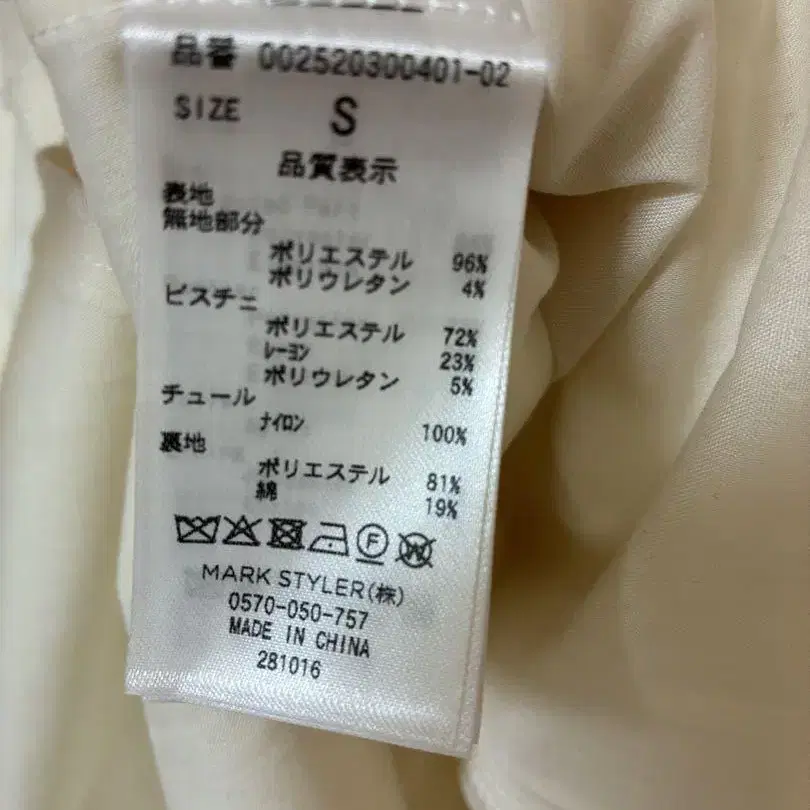 品番 002520300401-02
SIZE S
品質表示
表地
無地部分
ポリエステル 96%
ポリウレタン 4%
ビスチェ
ポリエステル 72%
レーヨン 23%
ポリウレタン 5%
チュール
ナイロン 100%
裏地
ポリエステル 81%
綿 19%
F W
MARK STYLER(株)
0570-050-757
MADE IN CHINA
281016